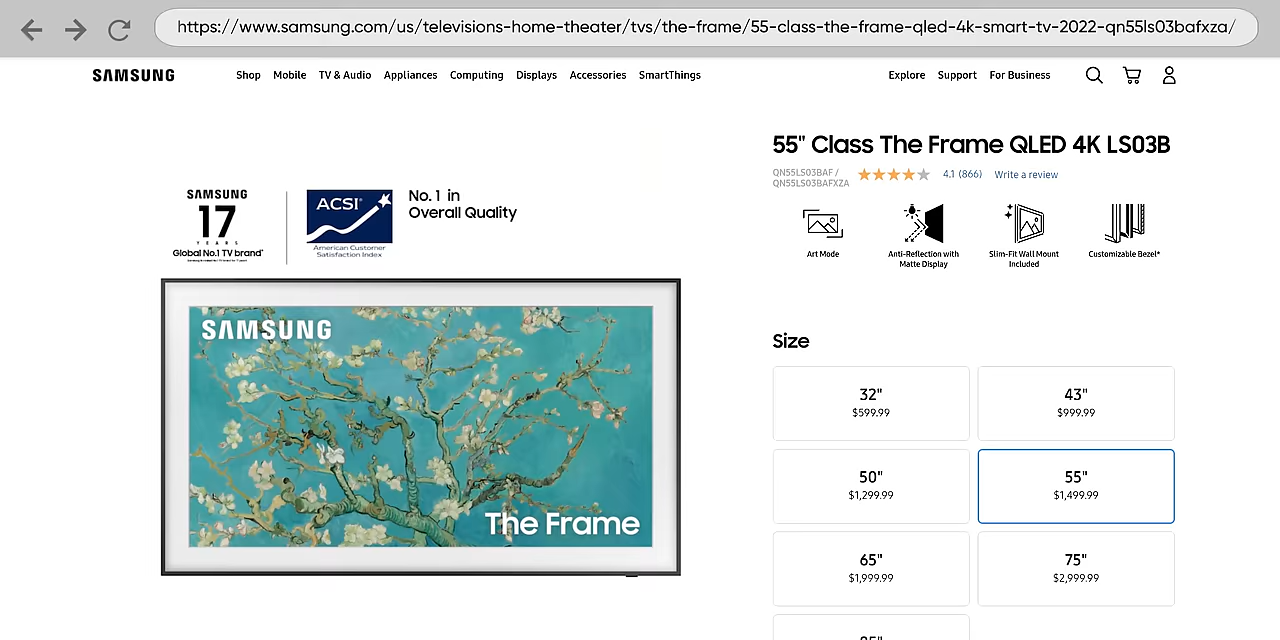 https://www.samsung.com/us/televisions-home-theater/tvs/the-frame/55-class-the-frame-qled-4k-smart-tv-2022-qn55ls03bafxza/
SAMSUNG
Shop Mobile TV & Audio Appliances Computing Displays Accessories SmartThings
Explore Support For Business
55" Class The Frame QLED 4K LS03B
QN55LS03BAF /
QN55LS03BAFXZA
4.1 (866) Write a review
Art Mode
Anti-Reflection with
Matte Display
Slim-Fit Wall Mount
Included
Customizable Bezel*
SAMSUNG
17
YEARS
Global No.1 TV brand*
ACSI®
American Customer
Satisfaction Index
No. 1 in
Overall Quality
SAMSUNG
The Frame
Size
32"
$599.99
43"
$999.99
50"
$1,299.99
55"
$1,499.99
65"
$1,999.99
75"
$2,999.99